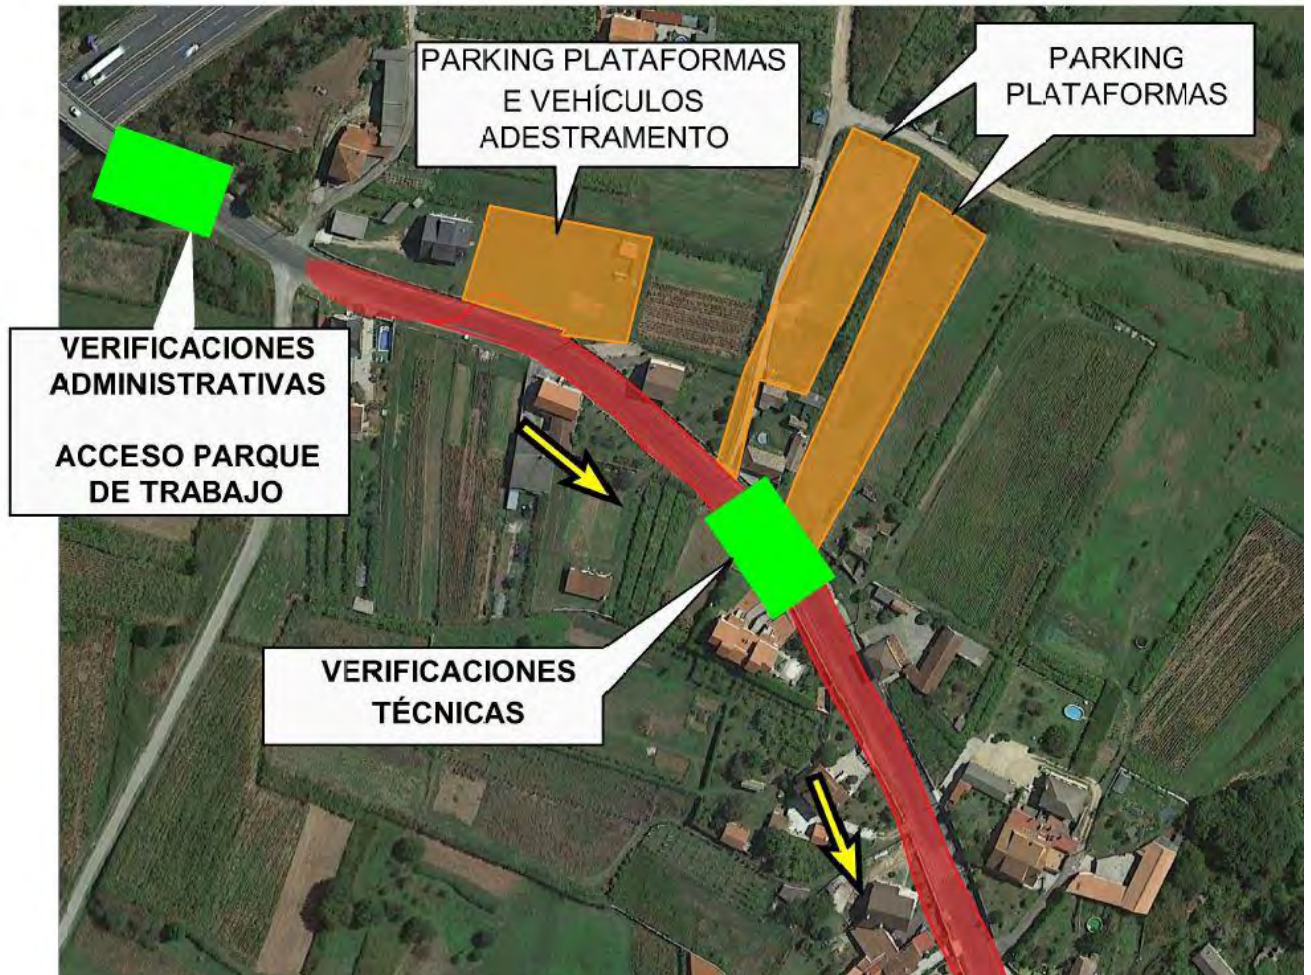 PARKING PLATAFORMAS
E VEHÍCULOS
ADESTRAMENTO
PARKING
PLATAFORMAS
VERIFICACIONES
ADMINISTRATIVAS
ACCESO PARQUE
DE TRABAJO
VERIFICACIONES
TÉCNICAS